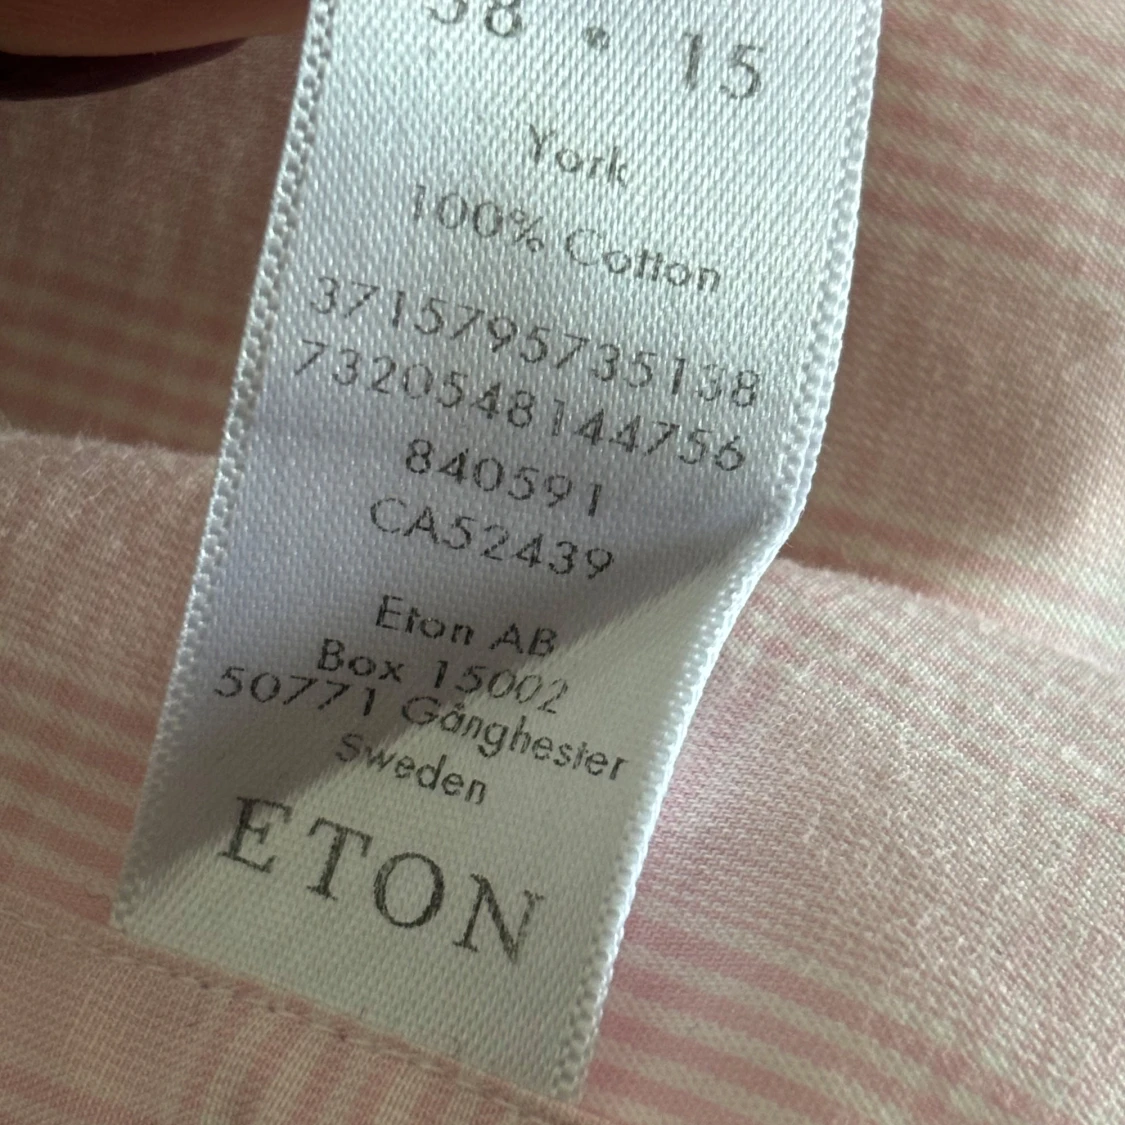 38 • 15
York
100% Cotton
3715795735138
7320548144756
840591
CA52439
Eton AB
Box 15002
50771 Gånghester
Sweden
ETON